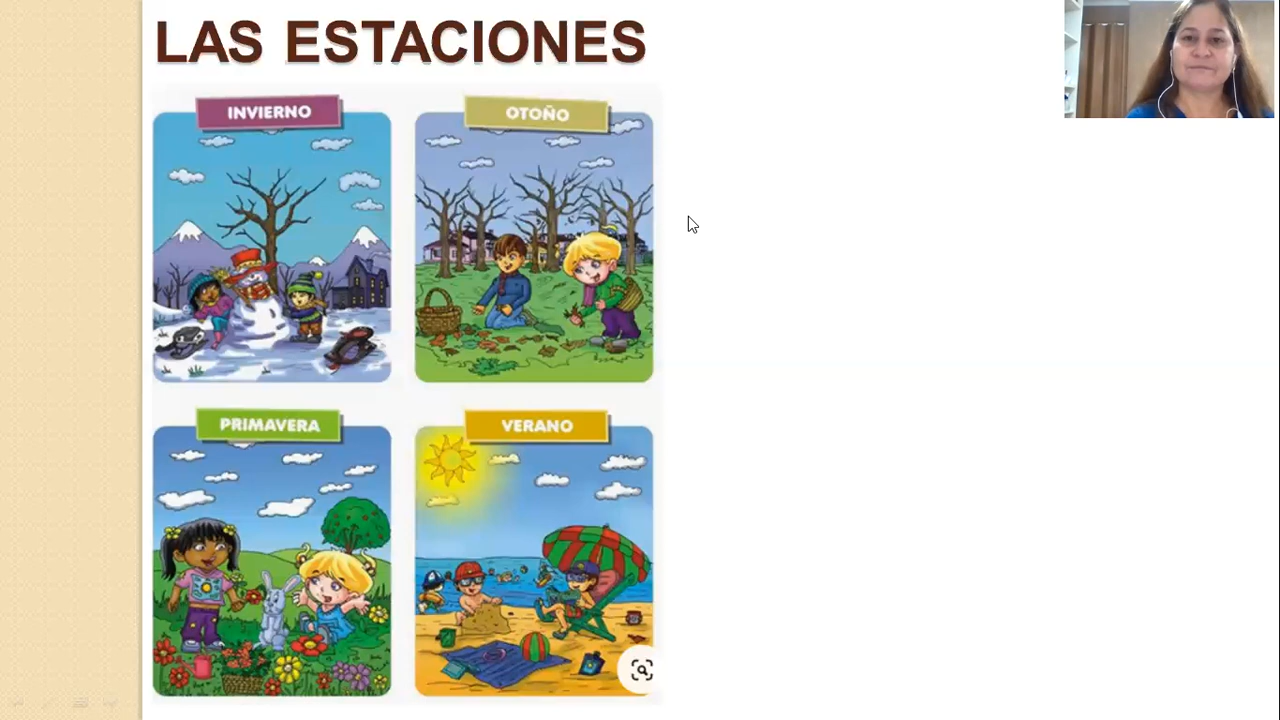 LAS ESTACIONES
INVIERNO
OTOÑO
PRIMAVERA
VERANO